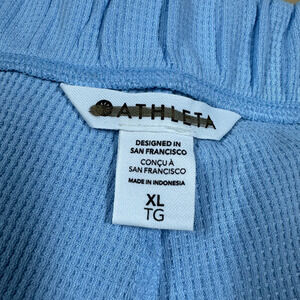 ATHLETA
DESIGNED IN
SAN FRANCISCO
CONÇU À
SAN FRANCISCO
MADE IN INDONESIA
XL
TG